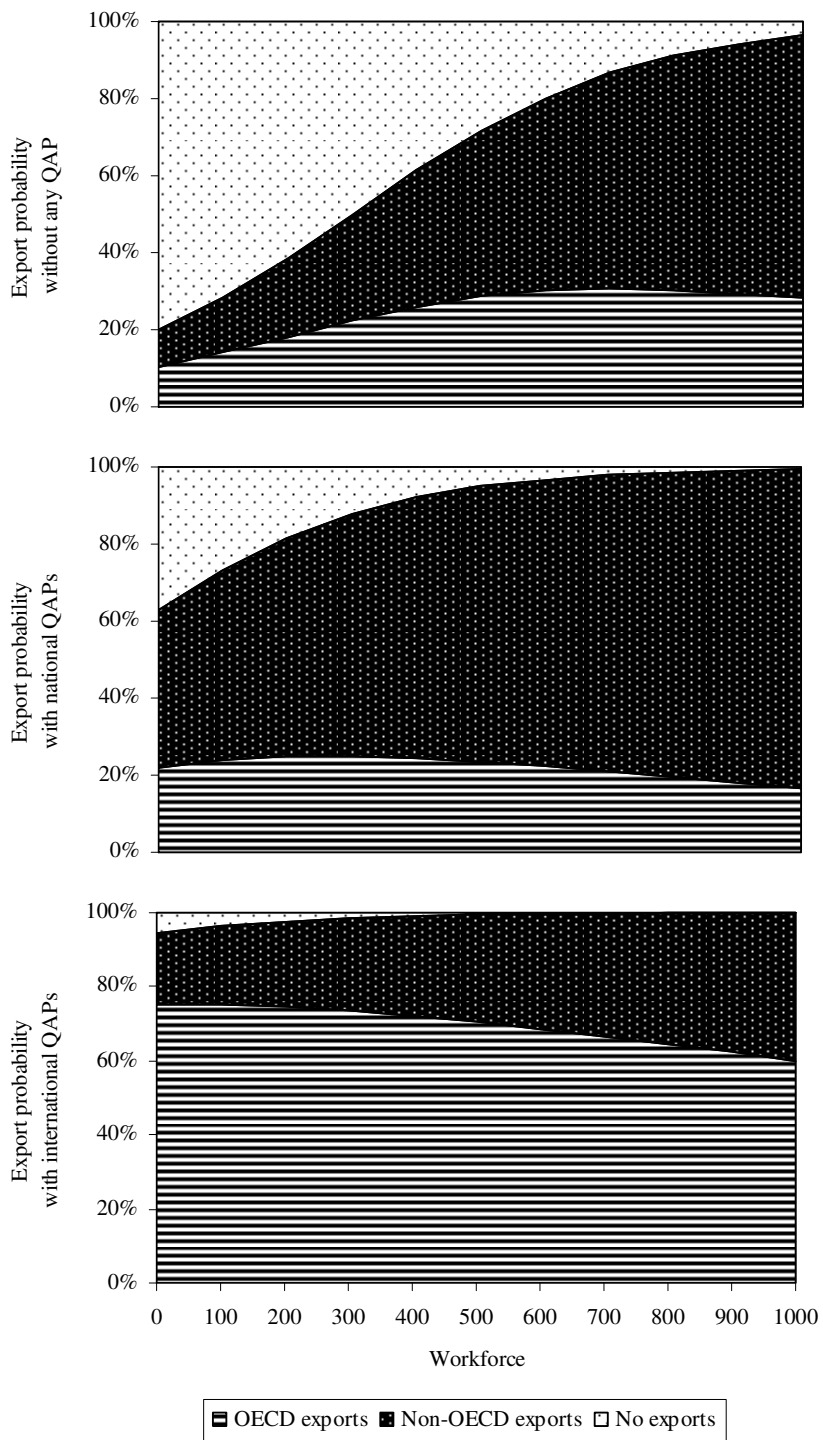 100%
80%
60%
40%
20%
0%
Export probability
without any QAP
100%
80%
60%
40%
20%
0%
Export probability
with national QAPs
100%
80%
60%
40%
20%
0%
Export probability
with international QAPs
0 100 200 300 400 500 600 700 800 900 1000
Workforce
OECD exports Non-OECD exports No exports